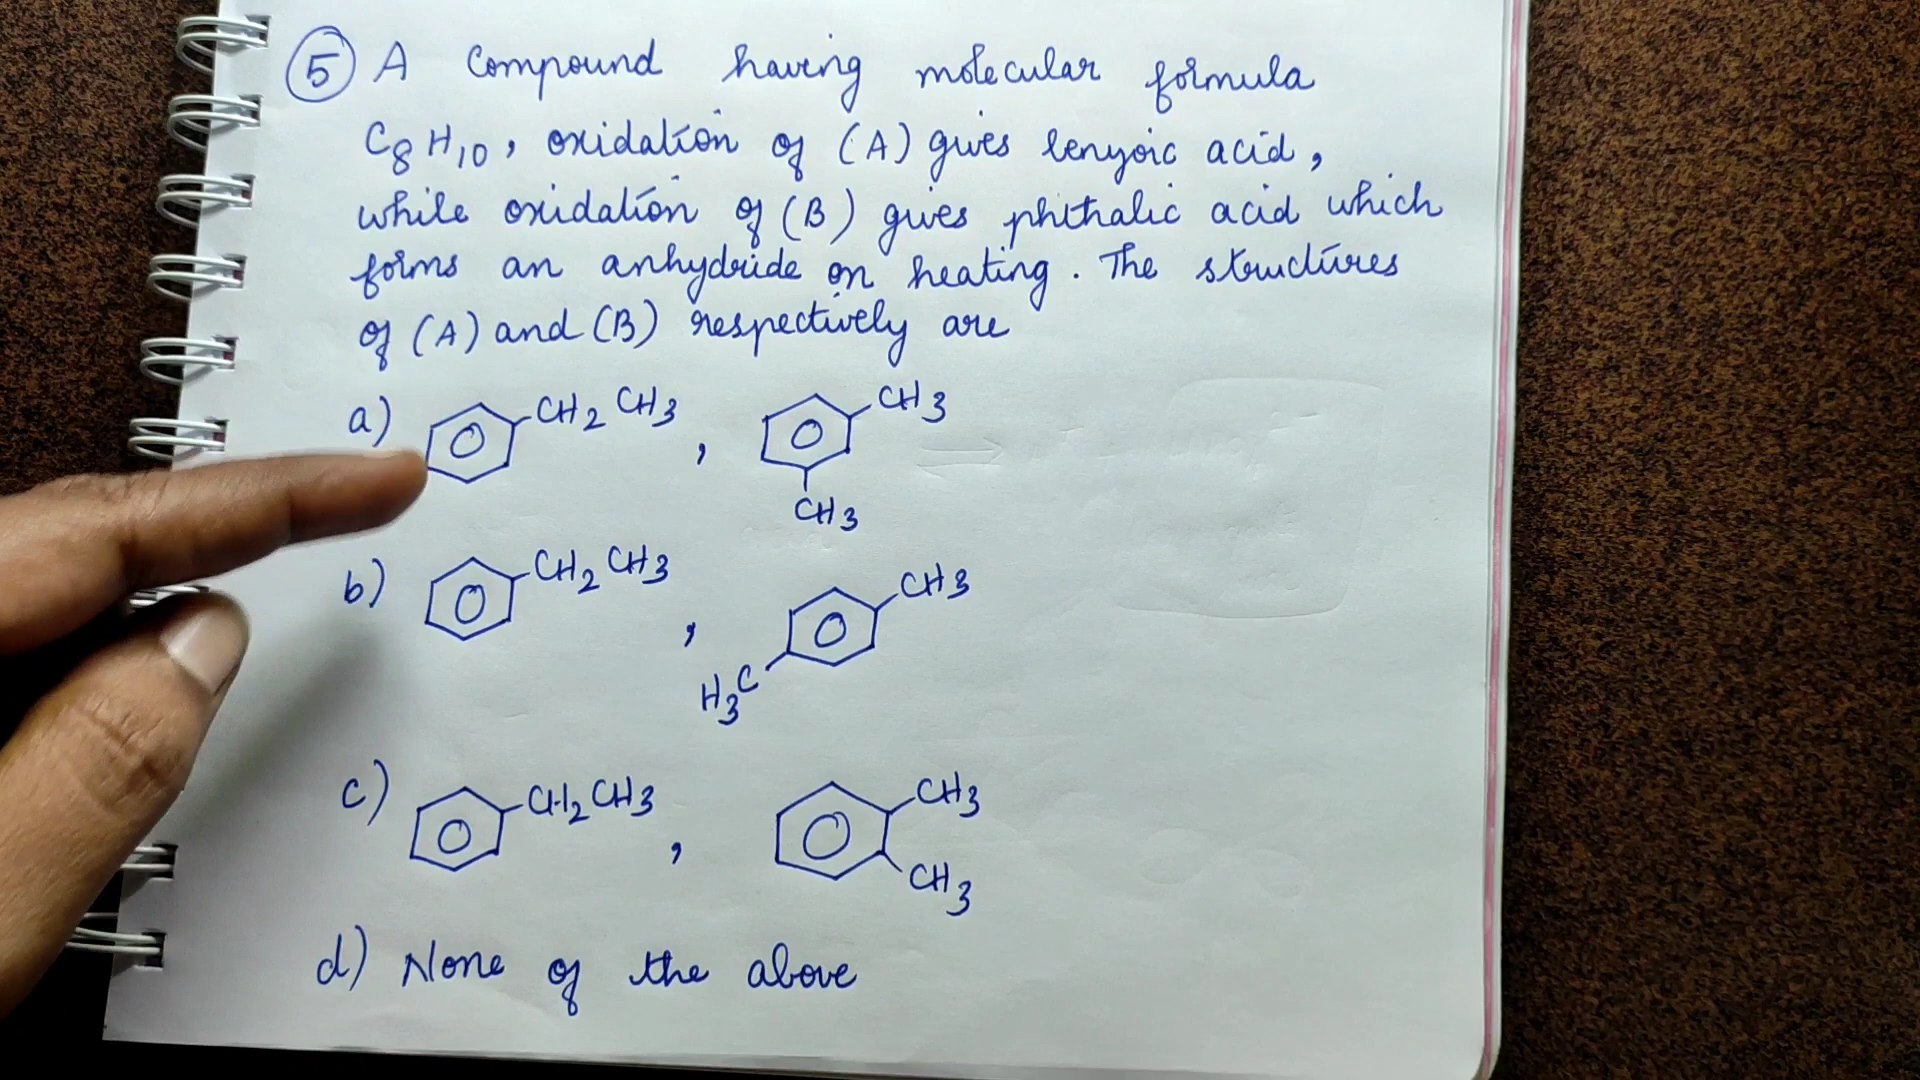 5 A compound having molecular formula
C8H10, oxidation of (A) gives benzoic acid,
while oxidation of (B) gives phthalic acid which
forms an anhydride on heating. The structures
of (A) and (B) respectively are
a) CH2CH3 , CH3
CH3
b) CH2CH3 , CH3
H3C
c) CH2CH3 , CH3
CH3
d) None of the above